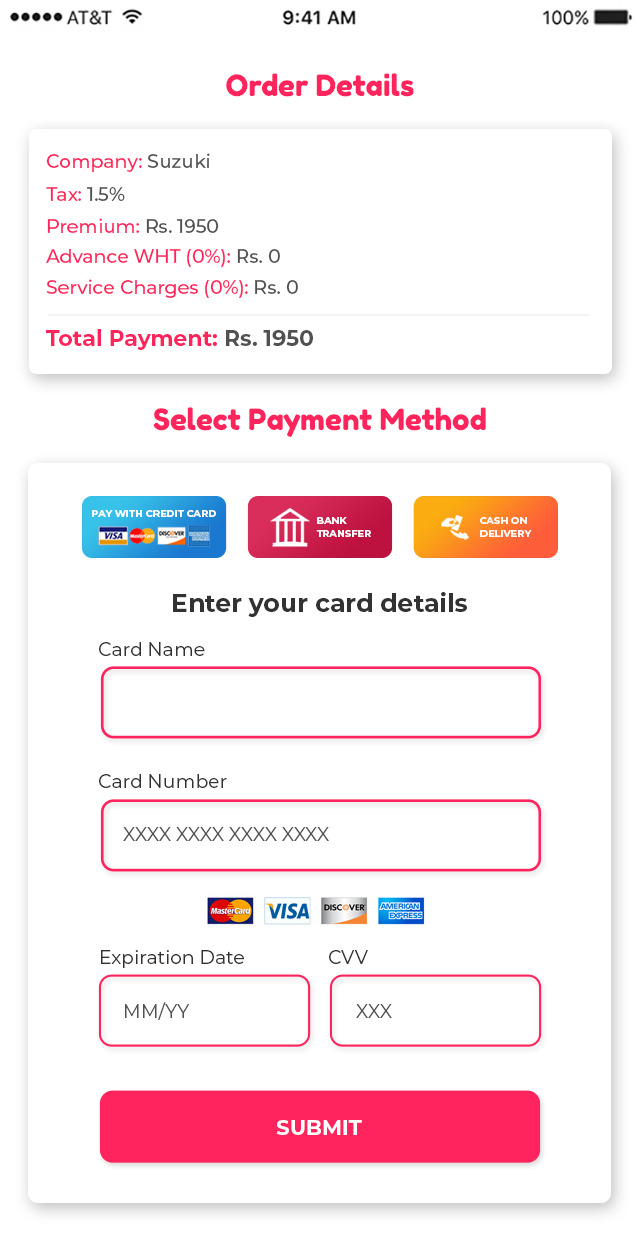 AT&T 9:41 AM 100%
Order Details
Company: Suzuki
Tax: 1.5%
Premium: Rs. 1950
Advance WHT (0%): Rs. 0
Service Charges (0%): Rs. 0
Total Payment: Rs. 1950
Select Payment Method
PAY WITH CREDIT CARD
VISA MasterCard DISCOVER
BANK
TRANSFER
CASH ON
DELIVERY
Enter your card details
Card Name
Card Number
XXXX XXXX XXXX XXXX
MasterCard VISA DISCOVER AMERICAN
EXPRESS
Expiration Date CVV
MM/YY XXX
SUBMIT